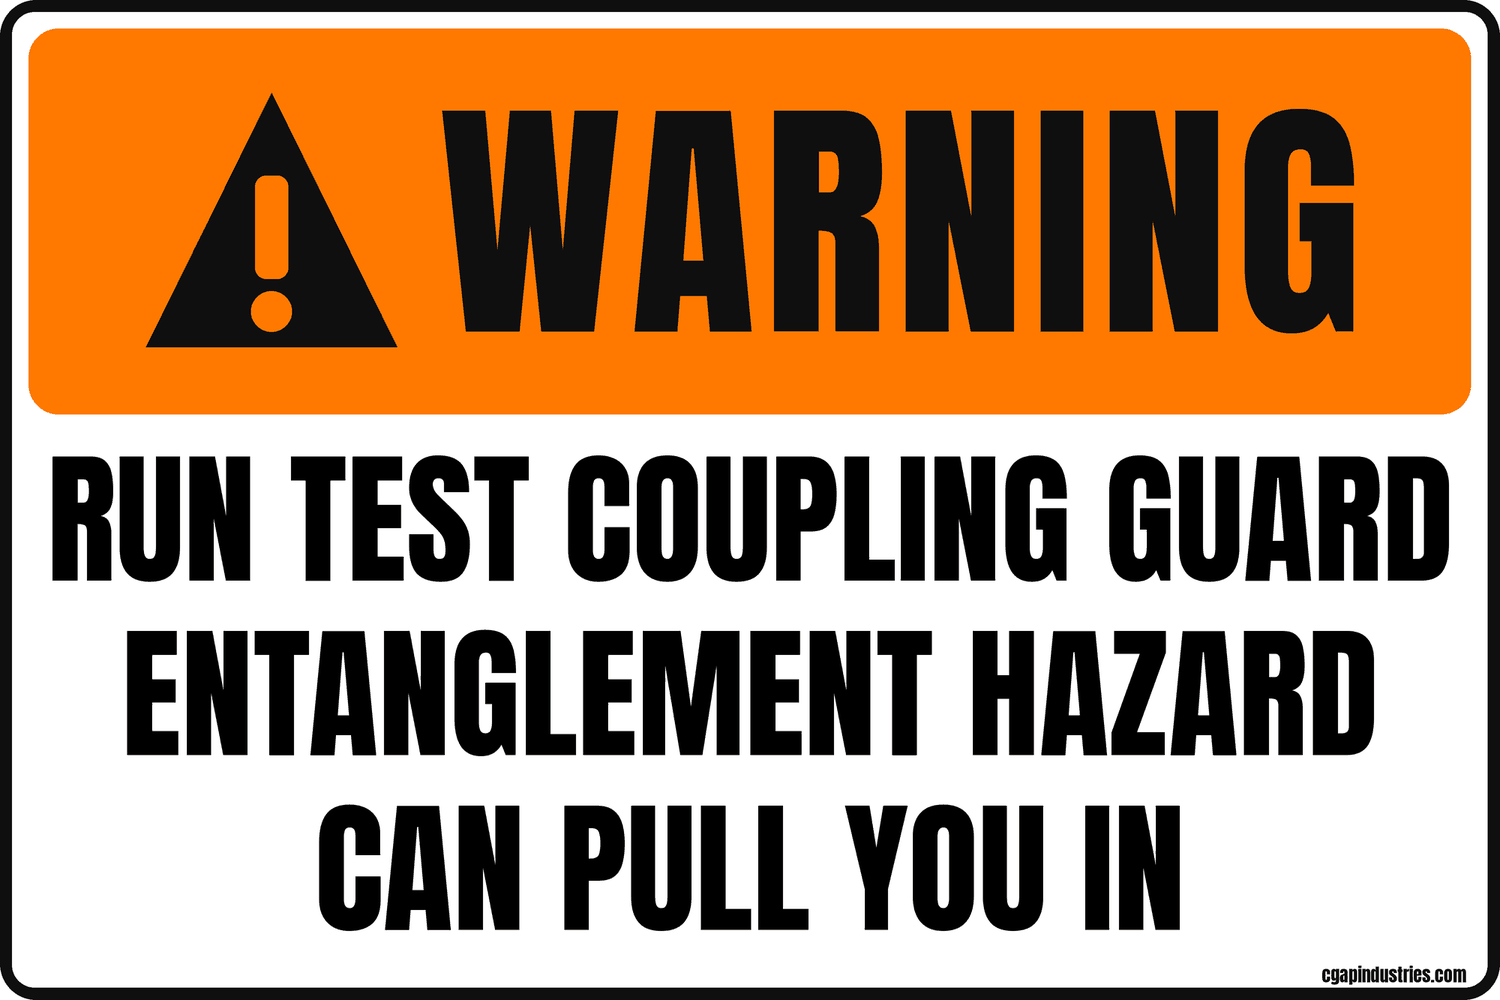 WARNING
RUN TEST COUPLING GUARD
ENTANGLEMENT HAZARD
CAN PULL YOU IN
cgapindustries.com